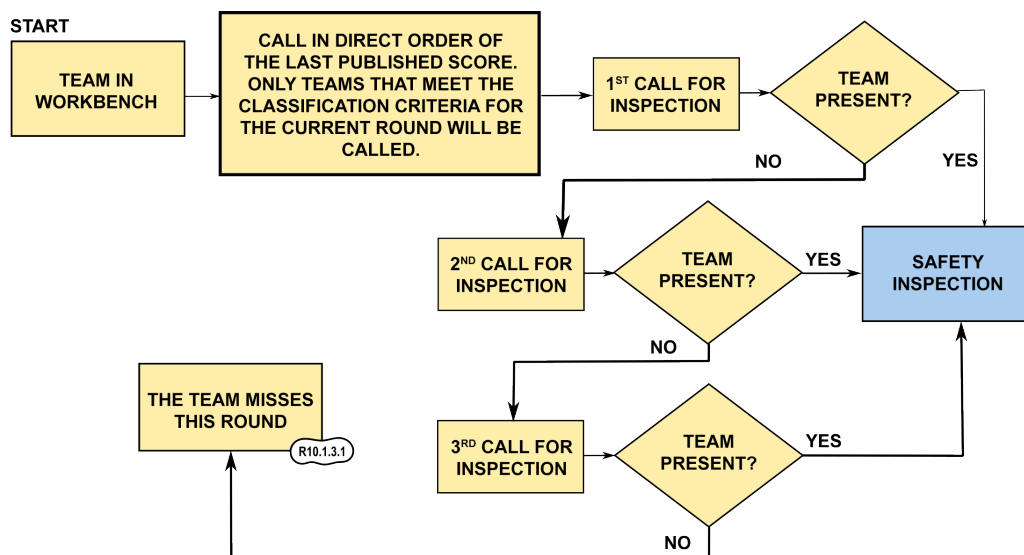 START
TEAM IN
WORKBENCH
CALL IN DIRECT ORDER OF
THE LAST PUBLISHED SCORE.
ONLY TEAMS THAT MEET THE
CLASSIFICATION CRITERIA FOR
THE CURRENT ROUND WILL BE
CALLED.
1ST CALL FOR
INSPECTION
TEAM
PRESENT?
NO
YES
2ND CALL FOR
INSPECTION
TEAM
PRESENT?
YES
SAFETY
INSPECTION
NO
THE TEAM MISSES
THIS ROUND
R10.1.3.1
3RD CALL FOR
INSPECTION
TEAM
PRESENT?
YES
NO